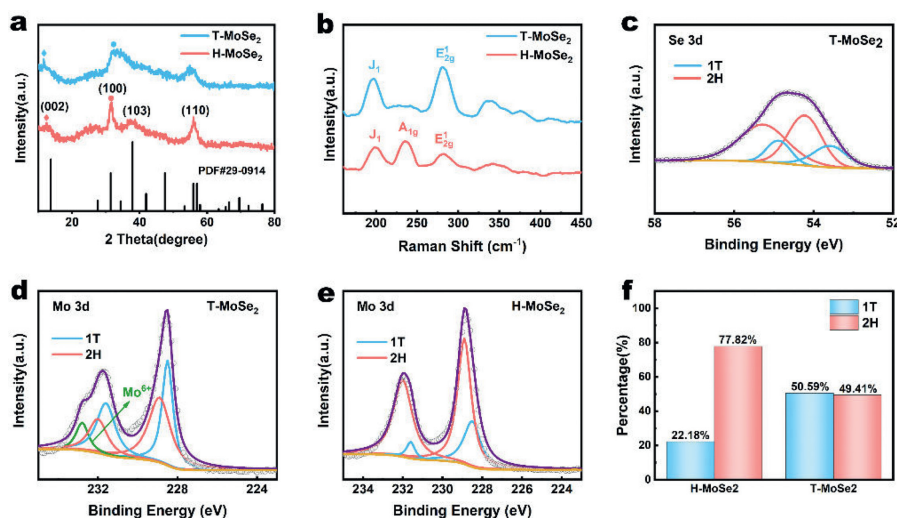 a
T-MoSe₂
H-MoSe₂
(002)
(100)
(103)
(110)
PDF#29-0914
Intensity(a.u.)
20 40 60 80
2 Theta(degree)
b
J₁
E¹₂g
T-MoSe₂
H-MoSe₂
J₁
A₁g
E¹₂g
Intensity(a.u.)
200 250 300 350 400 450
Raman Shift (cm⁻¹)
c
Se 3d
T-MoSe₂
1T
2H
Intensity (a.u.)
58 56 54 52
Binding Energy (eV)
d
Mo 3d
T-MoSe₂
1T
2H
Mo⁶⁺
Intensity(a.u.)
232 228 224
Binding Energy (eV)
e
Mo 3d
H-MoSe₂
1T
2H
Intensity(a.u.)
234 232 230 228 226 224
Binding Energy (eV)
f
1T
2H
77.82%
50.59%
49.41%
22.18%
Percentage(%)
100
80
60
40
20
0
H-MoSe2
T-MoSe2